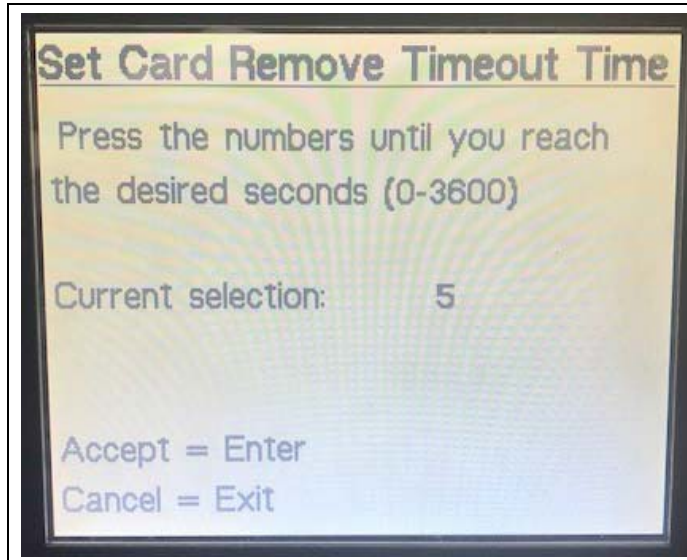 Set Card Remove Timeout Time
Press the numbers until you reach
the desired seconds (0-3600)
Current selection: 5
Accept = Enter
Cancel = Exit